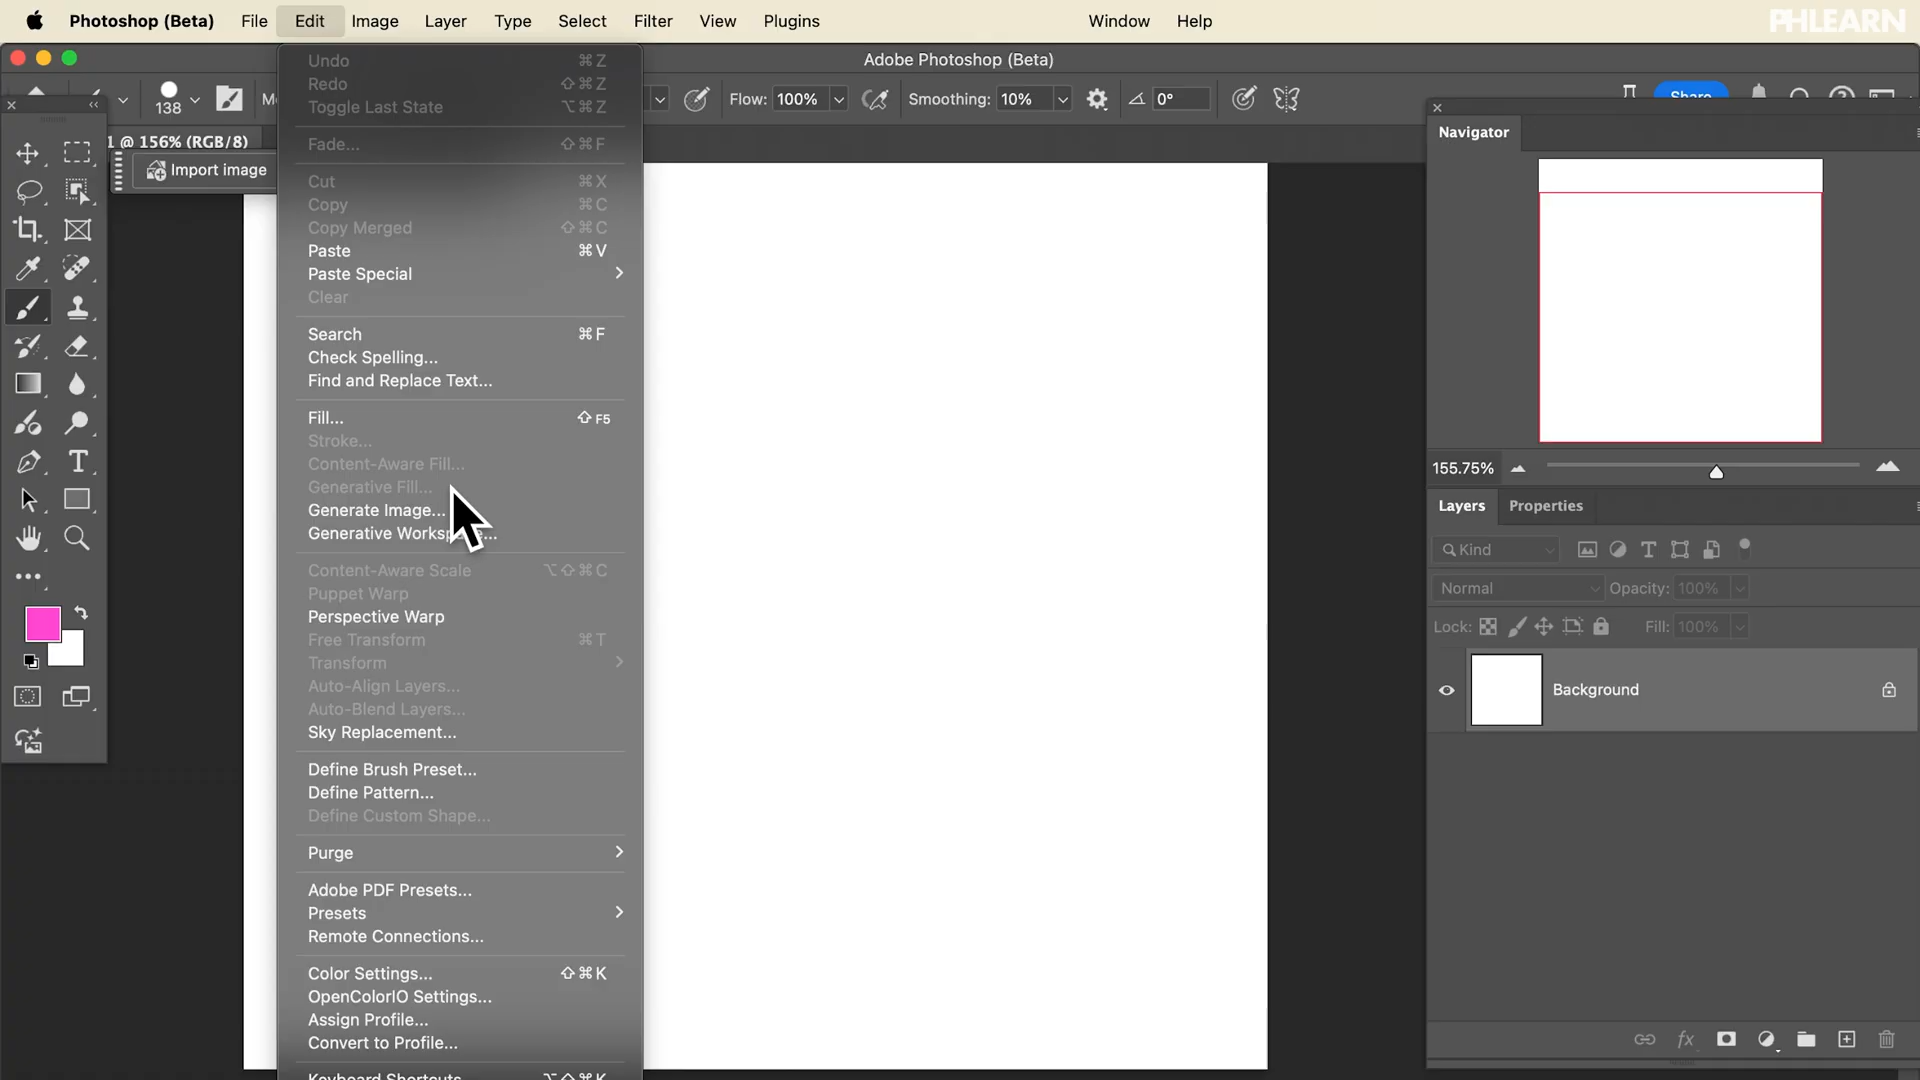 Photoshop (Beta) File Edit Image Layer Type Select Filter View Plugins Window Help
PHLEARN
Adobe Photoshop (Beta)
138
Flow: 100%
Smoothing: 10%
0°
Share
1 @ 156% (RGB/8)
Import image
Undo ⌘Z
Redo ⇧⌘Z
Toggle Last State ⌥⌘Z
Fade... ⇧⌘F
Cut ⌘X
Copy ⌘C
Copy Merged ⇧⌘C
Paste ⌘V
Paste Special
Clear
Search ⌘F
Check Spelling...
Find and Replace Text...
Fill... ⇧F5
Stroke...
Content-Aware Fill...
Generative Fill...
Generate Image...
Generative
Content-Aware Scale ⌥⇧⌘C
Puppet Warp
Perspective Warp
Free Transform ⌘T
Transform
Auto-Align Layers...
Auto-Blend Layers...
Sky Replacement...
Define Brush Preset...
Define Pattern...
Define Custom Shape...
Purge
Adobe PDF Presets...
Presets
Remote Connections...
Color Settings... ⇧⌘K
OpenColorIO Settings...
Assign Profile...
Convert to Profile...
Keyboard Shortcuts ⌥⇧⌘K
Navigator
155.75%
Layers Properties
Kind
Normal Opacity: 100%
Lock: Fill: 100%
Background